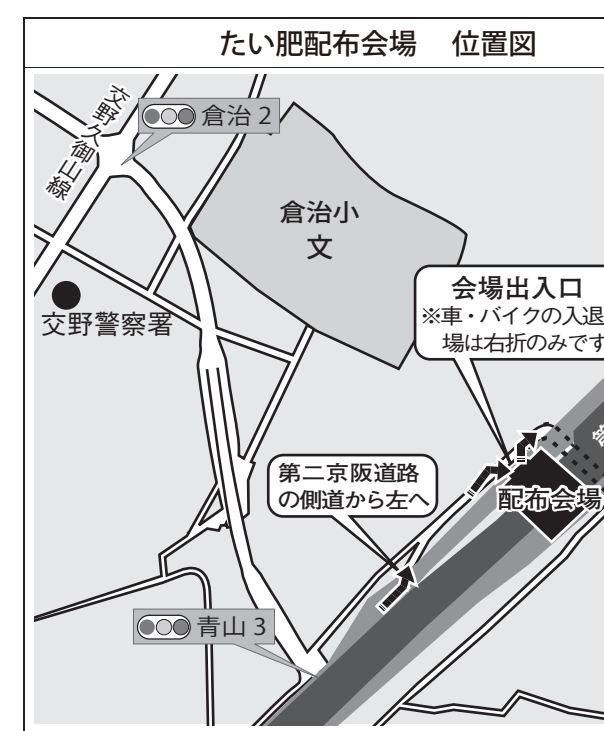 たい肥配布会場　位置図
交野久御山線
倉治 2
倉治小
文
交野警察署
会場出入口
※車・バイクの入退
場は右折のみです
第二京阪道路
の側道から左へ
配布会場
青山 3